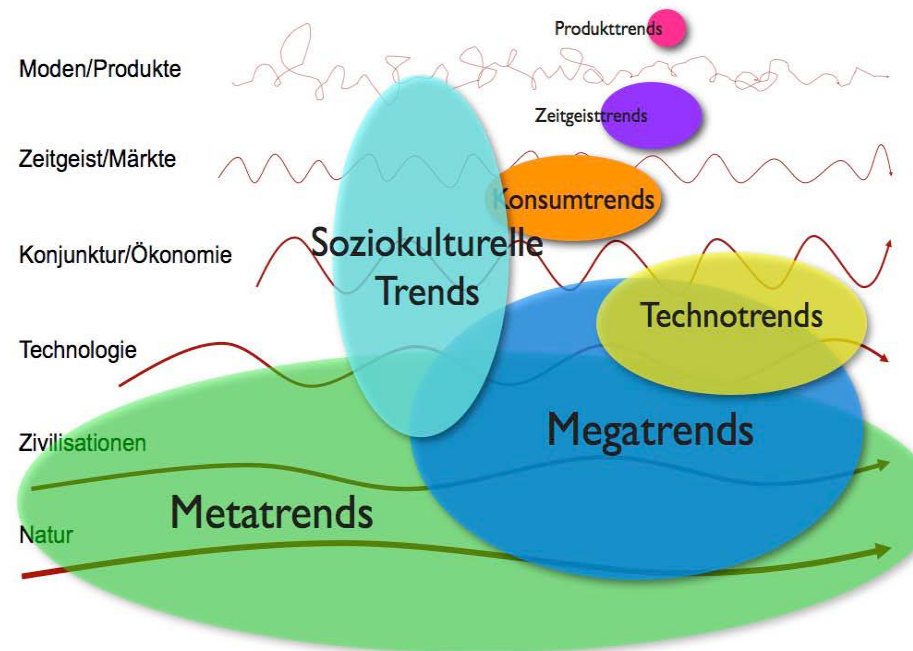 Produkttrends
Moden/Produkte
Zeitgeisttrends
Zeitgeist/Märkte
Konsumtrends
Konjunktur/Ökonomie
Soziokulturelle
Trends
Technotrends
Technologie
Megatrends
Zivilisationen
Metatrends
Natur